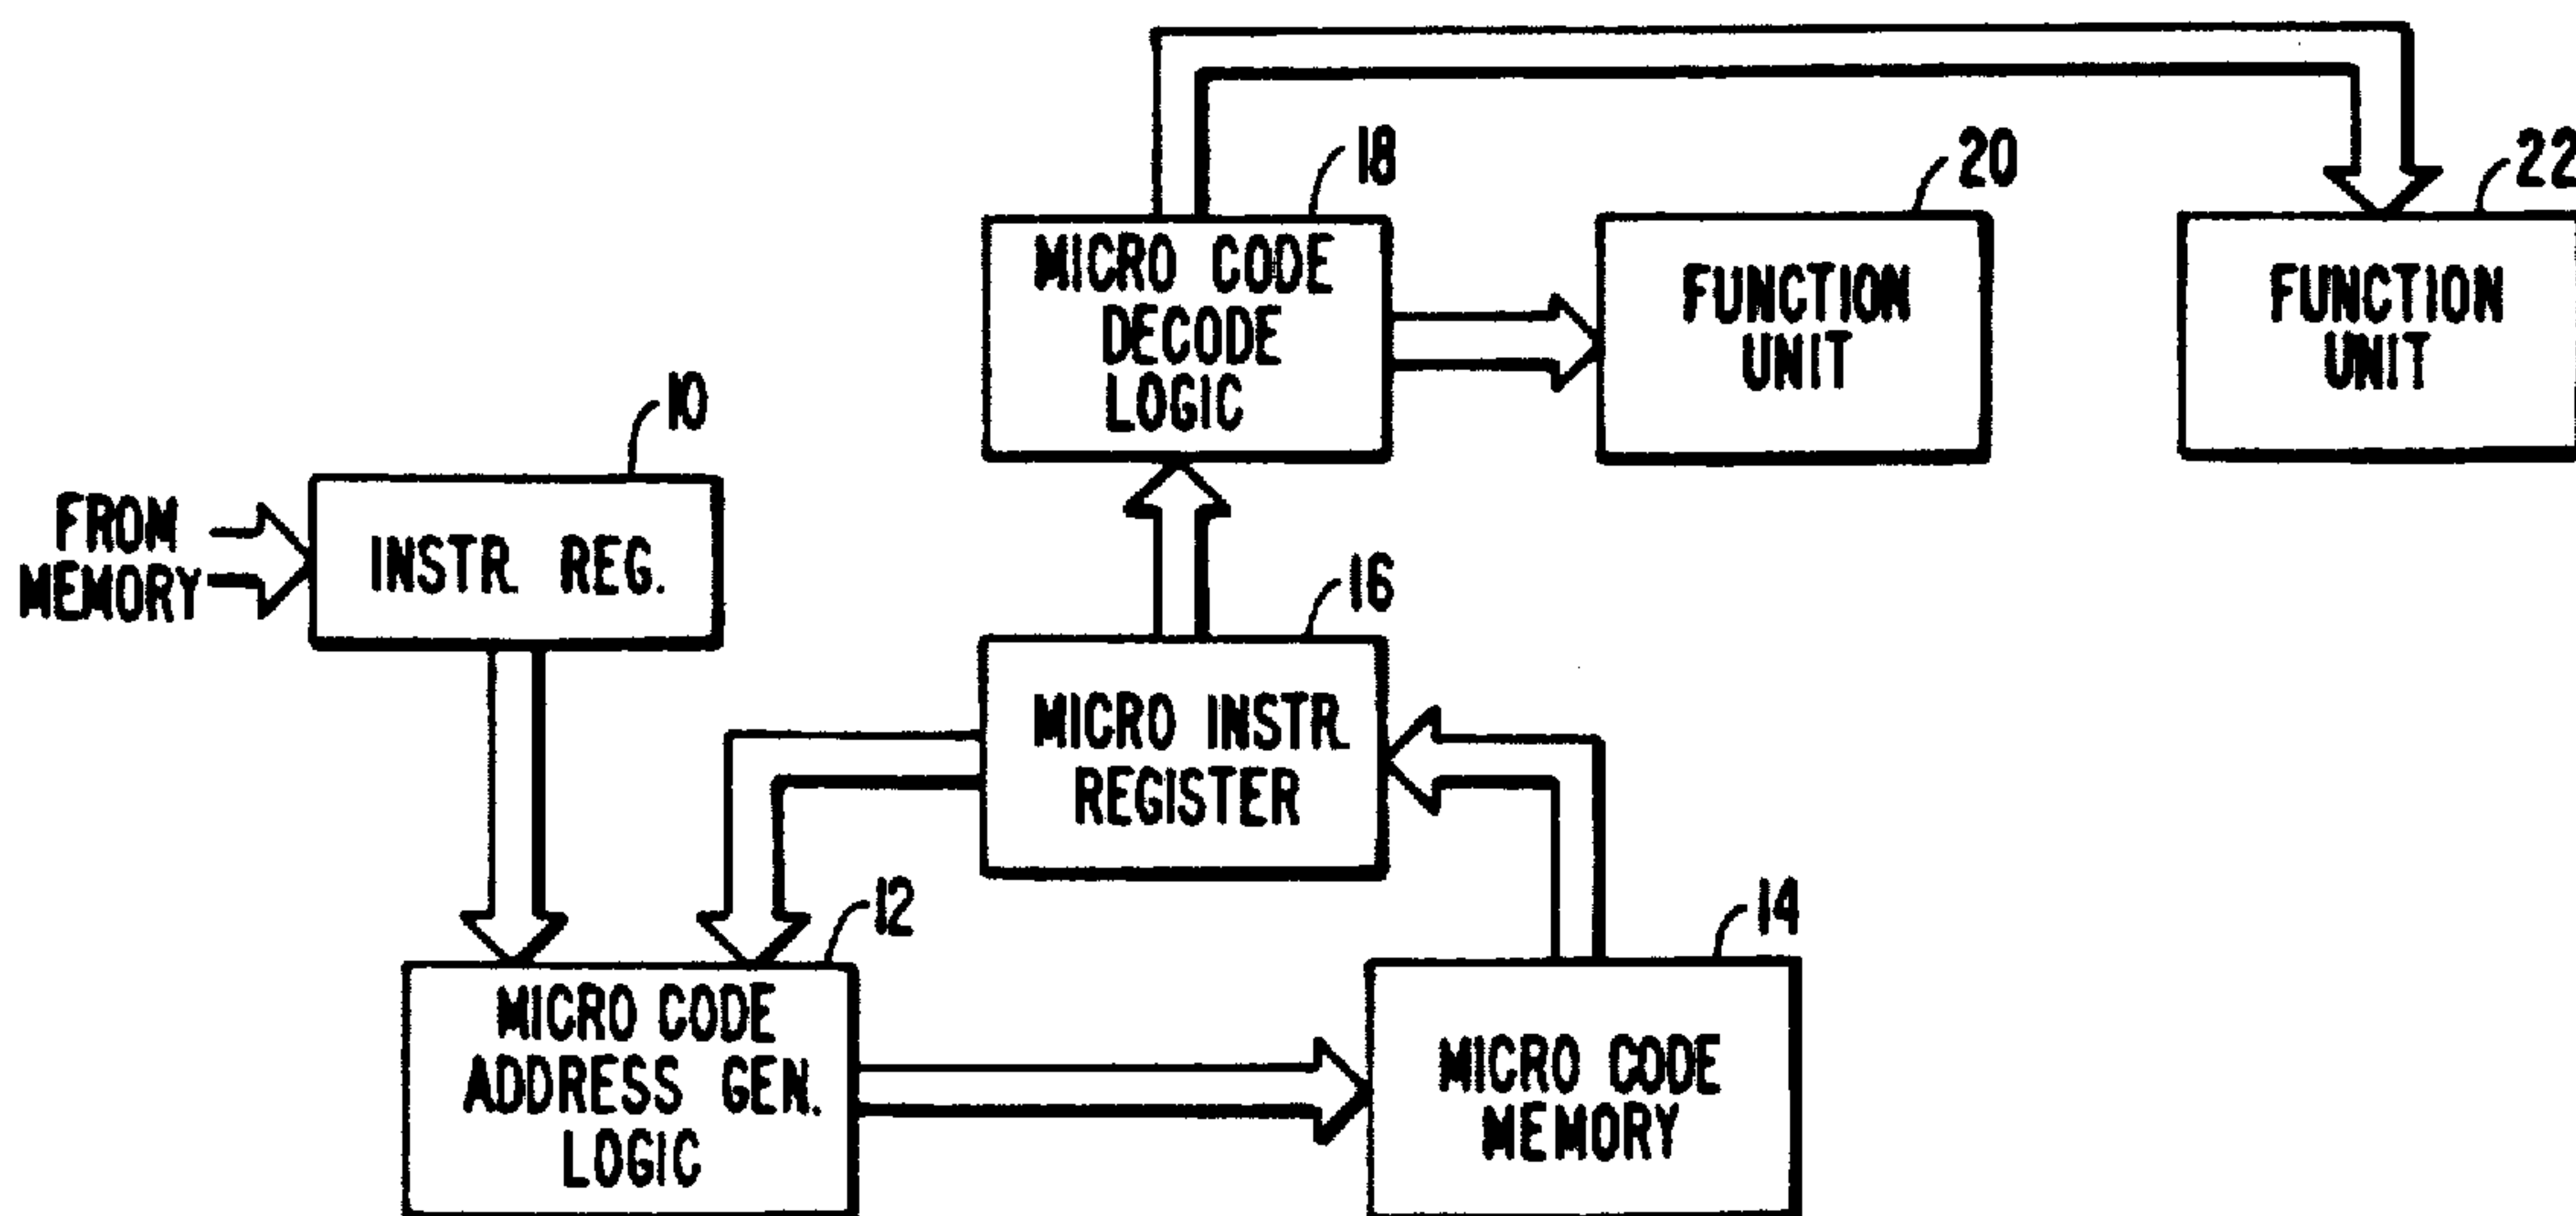 18
20
22
MICRO CODE
DECODE
LOGIC
FUNCTION
UNIT
FUNCTION
UNIT
10
FROM
MEMORY
INSTR. REG.
16
MICRO INSTR.
REGISTER
12
MICRO CODE
ADDRESS GEN.
LOGIC
14
MICRO CODE
MEMORY